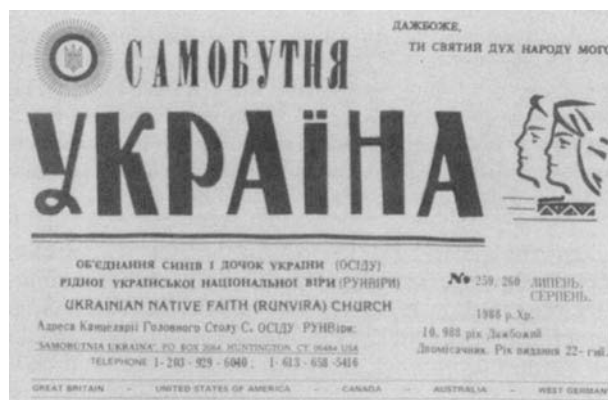 ДАЖБОЖЕ,
ТИ СВЯТИЙ ДУХ НАРОДУ МОГО
САМОБУТНЯ
УКРАЇНА
ОБ'ЄДНАННЯ СИНІВ І ДОЧОК УКРАЇНИ (ОСІДУ)
РІДНОЇ УКРАЇНСЬКОЇ НАЦІОНАЛЬНОЇ ВІРИ (РУНВІРИ)
UKRAINIAN NATIVE FAITH (RUNVIRA) CHURCH
Адреса Канцелярії Головного Столу С. ОСІДУ РУНВіри:
"SAMOBUTNIA UKRAINA", PO BOX 2064, HUNTINGTON, CT 06484 USA
TELEPHONE 1-203-929-6040; 1-613-658-5416
№ 259, 260 ЛИПЕНЬ,
СЕРПЕНЬ,
1988 р. Хр.
10,988 рік Дажбожий
Двомісячник. Рік видання 22-гий.
GREAT BRITAIN - UNITED STATES OF AMERICA - CANADA - AUSTRALIA - WEST GERMANY